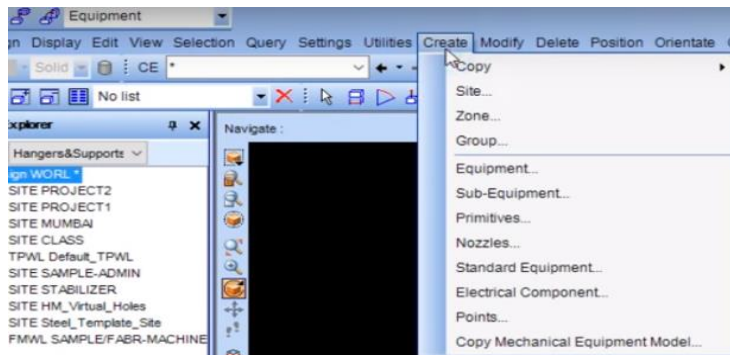 Equipment
gn Display Edit View Selection Query Settings Utilities Create Modify Delete Position Orientate
Solid CE *
No list
Explorer
Navigate :
Hangers&Supports
ign WORL *
SITE PROJECT2
SITE PROJECT1
SITE MUMBAI
SITE CLASS
TPWL Default_TPWL
SITE SAMPLE-ADMIN
SITE STABILIZER
SITE HM_Virtual_Holes
SITE Steel_Template_Site
FMWL SAMPLE/FABR-MACHINE
Copy
Site...
Zone...
Group...
Equipment...
Sub-Equipment...
Primitives...
Nozzles...
Standard Equipment...
Electrical Component...
Points...
Copy Mechanical Equipment Model...